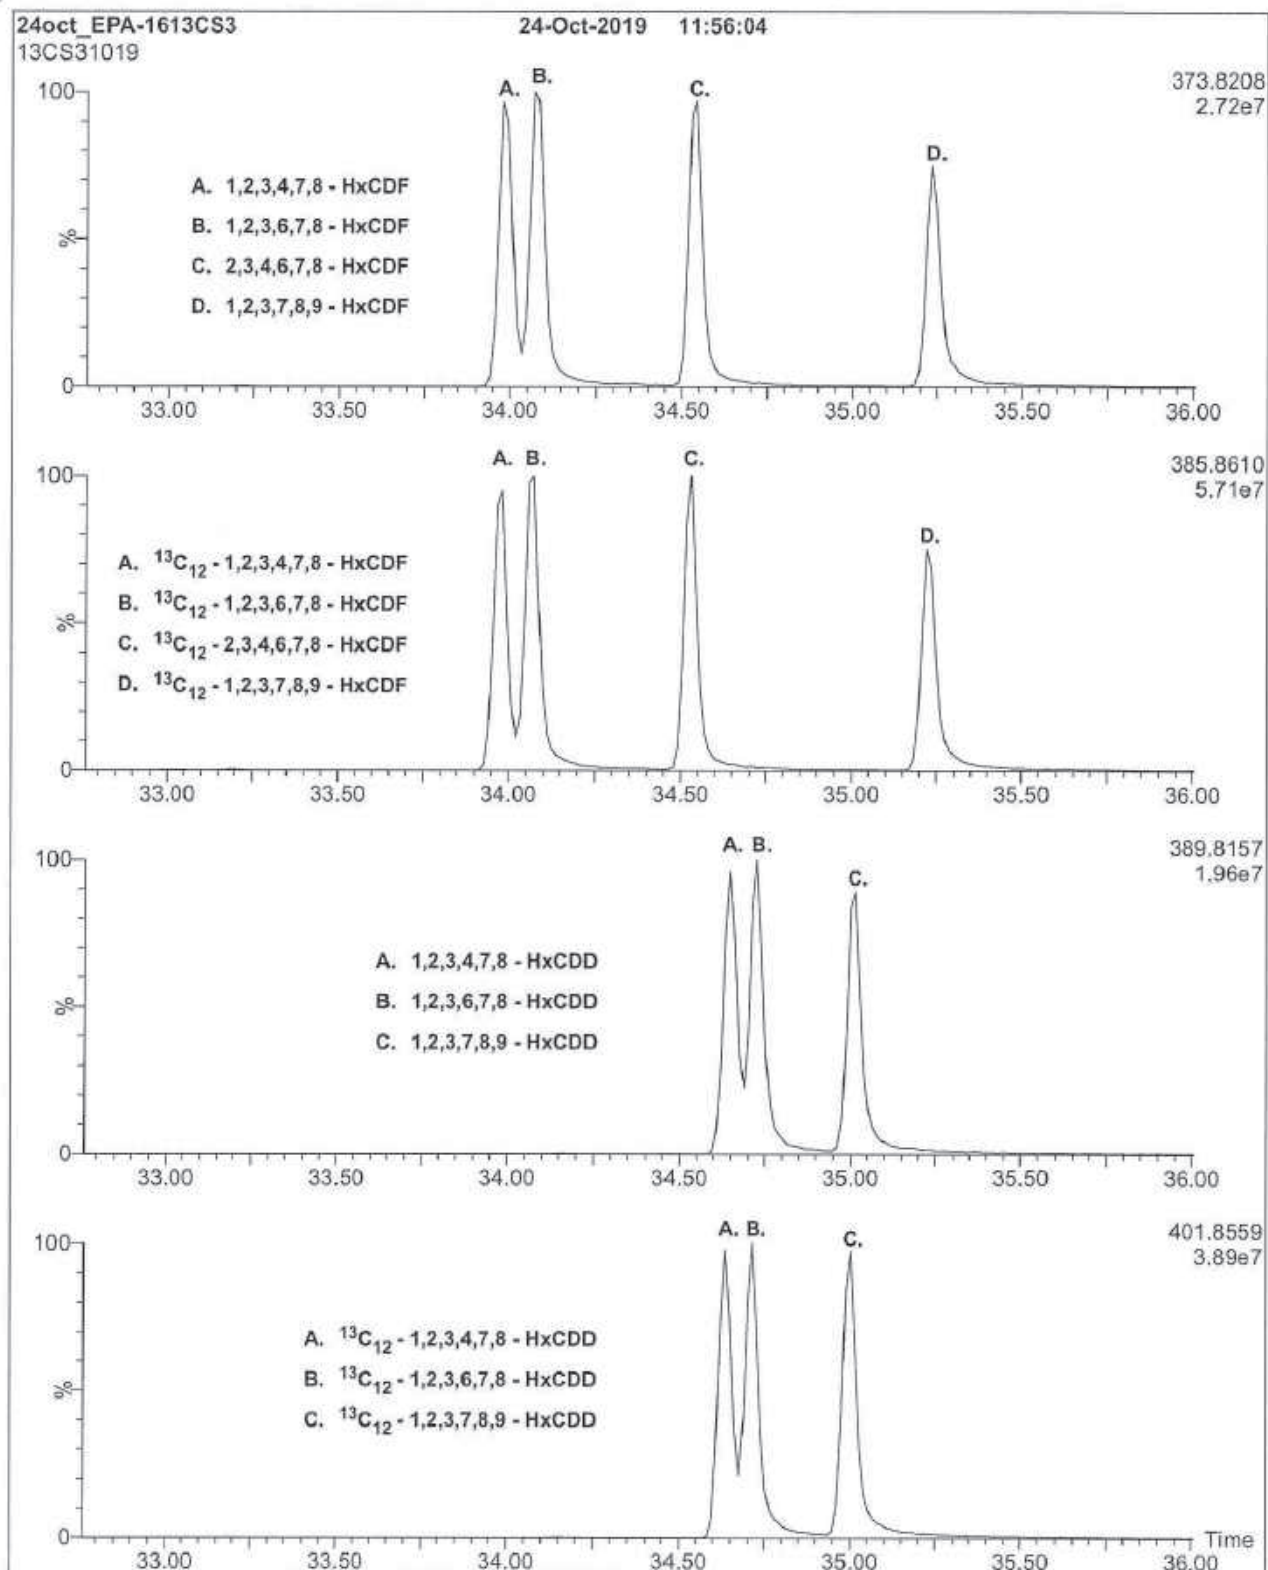 24oct_EPA-1613CS3 24-Oct-2019 11:56:04
13CS31019
373.8208
2.72e7
100
%
0
A. B. C. D.
A. 1,2,3,4,7,8 - HxCDF
B. 1,2,3,6,7,8 - HxCDF
C. 2,3,4,6,7,8 - HxCDF
D. 1,2,3,7,8,9 - HxCDF
33.00 33.50 34.00 34.50 35.00 35.50 36.00
385.8610
5.71e7
100
%
0
A. B. C. D.
A. ¹³C₁₂ - 1,2,3,4,7,8 - HxCDF
B. ¹³C₁₂ - 1,2,3,6,7,8 - HxCDF
C. ¹³C₁₂ - 2,3,4,6,7,8 - HxCDF
D. ¹³C₁₂ - 1,2,3,7,8,9 - HxCDF
33.00 33.50 34.00 34.50 35.00 35.50 36.00
389.8157
1.96e7
100
%
0
A. B. C.
A. 1,2,3,4,7,8 - HxCDD
B. 1,2,3,6,7,8 - HxCDD
C. 1,2,3,7,8,9 - HxCDD
33.00 33.50 34.00 34.50 35.00 35.50 36.00
401.8559
3.89e7
100
%
0
A. B. C.
A. ¹³C₁₂ - 1,2,3,4,7,8 - HxCDD
B. ¹³C₁₂ - 1,2,3,6,7,8 - HxCDD
C. ¹³C₁₂ - 1,2,3,7,8,9 - HxCDD
Time
33.00 33.50 34.00 34.50 35.00 35.50 36.00